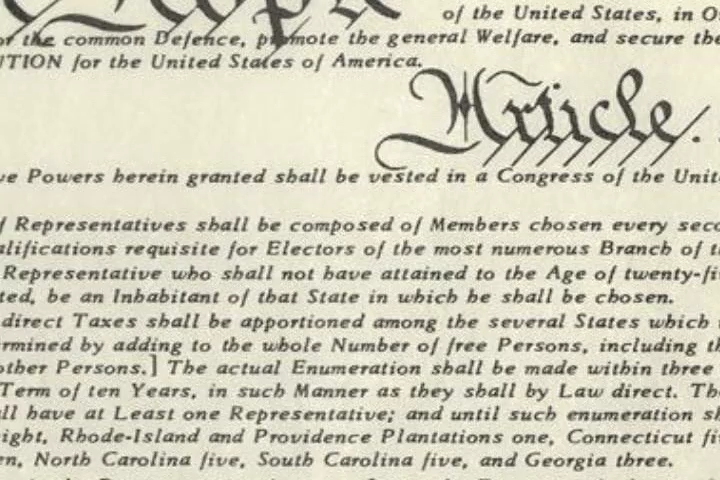 of the United States, in O
or the common Defence, promote the general Welfare, and secure the
UTION for the United States of America.
Article.
ve Powers herein granted shall be vested in a Congress of the Unit
f Representatives shall be composed of Members chosen every seco
alifications requisite for Electors of the most numerous Branch of t
Representative who shall not have attained to the Age of twenty-fi
ted, be an Inhabitant of that State in which he shall be chosen.
direct Taxes shall be apportioned among the several States which
rmined by adding to the whole Number of free Persons, including th
other Persons.] The actual Enumeration shall be made within three
Term of ten Years, in such Manner as they shall by Law direct. The
ll have at Least one Representative; and until such enumeration sh
ight, Rhode-Island and Providence Plantations one, Connecticut fi
en, North Carolina five, South Carolina five, and Georgia three.